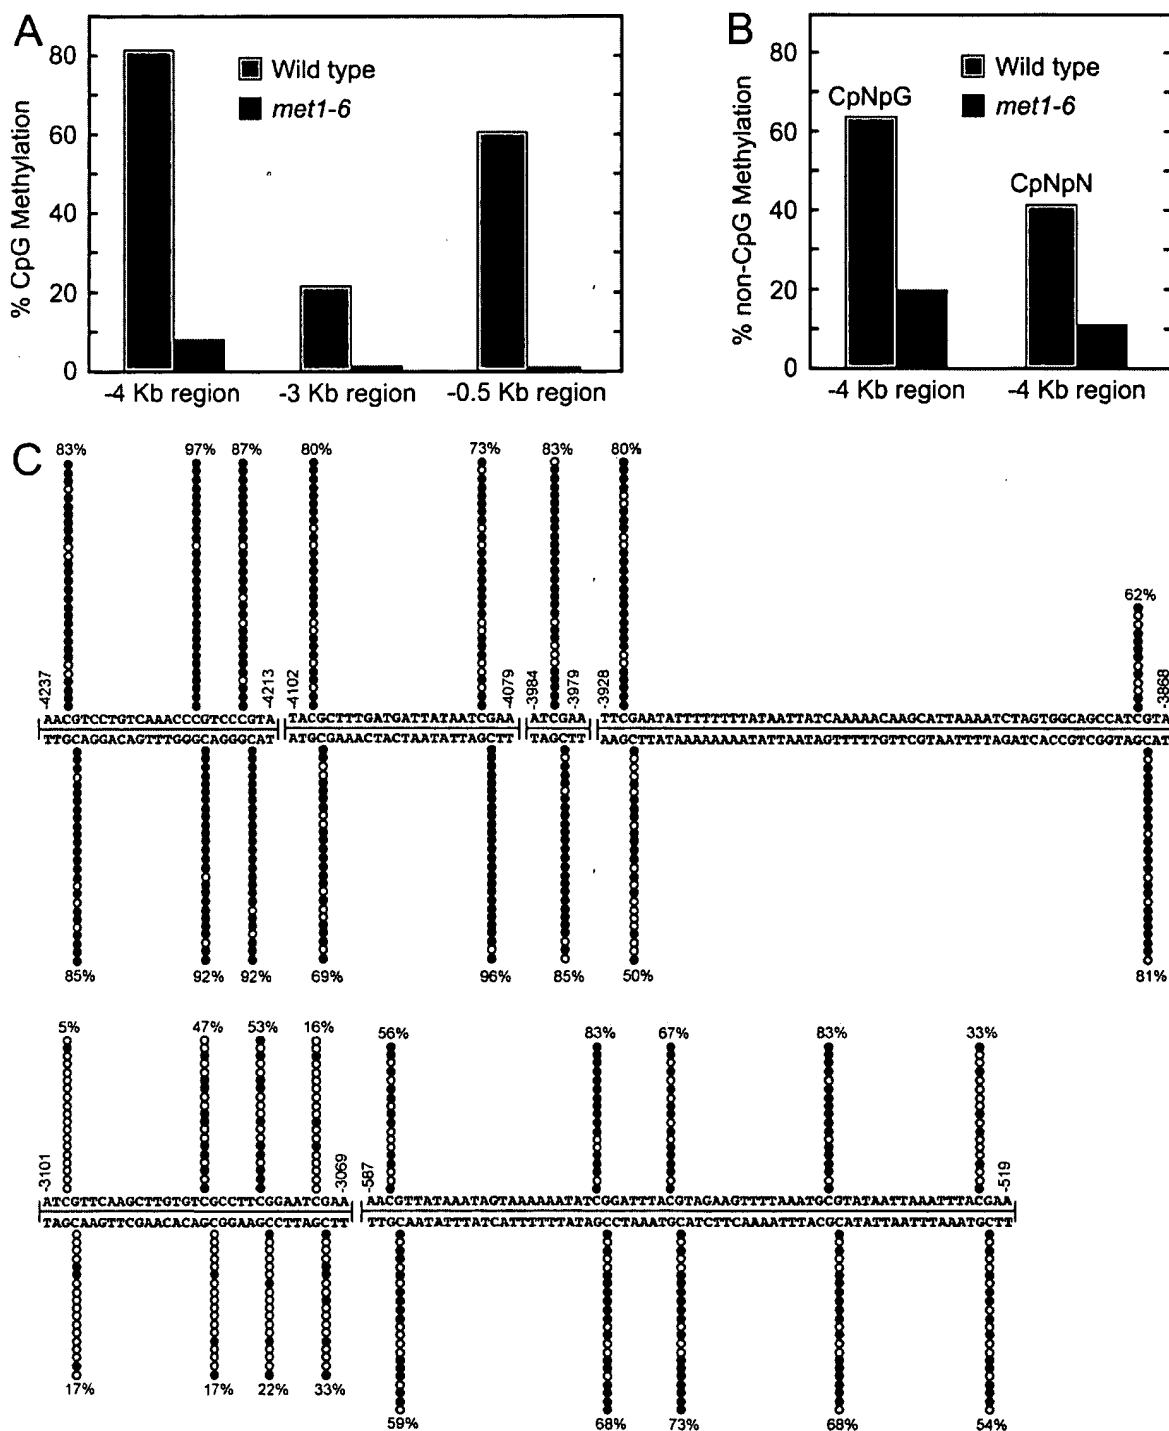 A
% CpG Methylation
80
60
40
20
0
Wild type
met1-6
-4 Kb region
-3 Kb region
-0.5 Kb region
B
% non-CpG Methylation
80
60
40
20
0
Wild type
met1-6
CpNpG
CpNpN
-4 Kb region
-4 Kb region
C
83% 97% 87% 80% 73% 83% 80% 62%
-4237 -4213 -4102 -4079 -3984 -3979 -3928 -3868
AACGTCCTGTCAAACCCGTCCCGTA TACGCTTTGATGATTATAATCGAA ATCGAA TTCGAATATTTTTTTTATAATTATCAAAAACAAGCATTAAAATCTAGTGGCAGCCATCGTA
TTGCAGGACAGTTTGGGCAGGGCAT ATGCGAAACTACTAATATTAGCTT TAGCTT AAGCTTATAAAAAAAATATTAATAGTTTTTGTTCGTAATTTTAGATCACCGTCGGTAGCAT
85% 92% 92% 69% 96% 85% 50% 81%
5% 47% 53% 16% 56% 83% 67% 83% 33%
-3101 -3069 -587 -519
ATCGTTCAAGCTTGTGTCGCCTTCGGAATCGAA AACGTTATAAATAGTAAAAAATATCGGATTTACGTAGAAGTTTTAAATGCGTATAATTAAATTTACGAA
TAGCAAGTTCGAACACAGCGGAAGCCTTAGCTT TTGCAATATTTATCATTTTTTATAGCCTAAATGCATCTTCAAAATTTACGCATATTAATTTAAATGCTT
17% 17% 22% 33% 59% 68% 73% 68% 54%